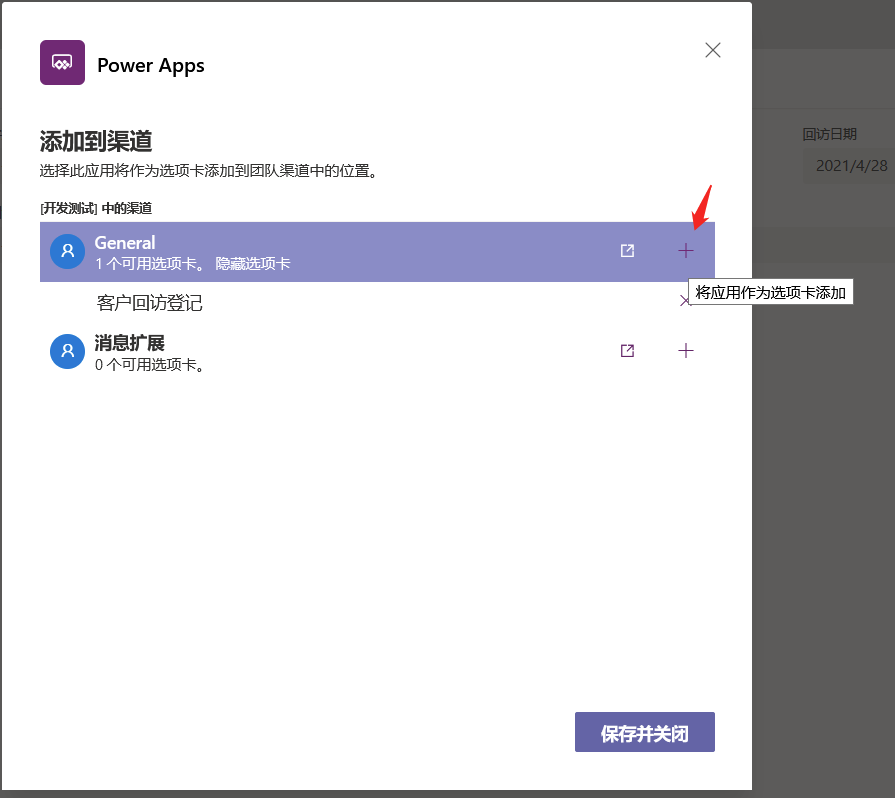 Power Apps
回访日期
添加到渠道
2021/4/28
选择此应用将作为选项卡添加到团队渠道中的位置。
[开发测试] 中的渠道
General
1 个可用选项卡。 隐藏选项卡
将应用作为选项卡添加
客户回访登记
消息扩展
0 个可用选项卡。
保存并关闭